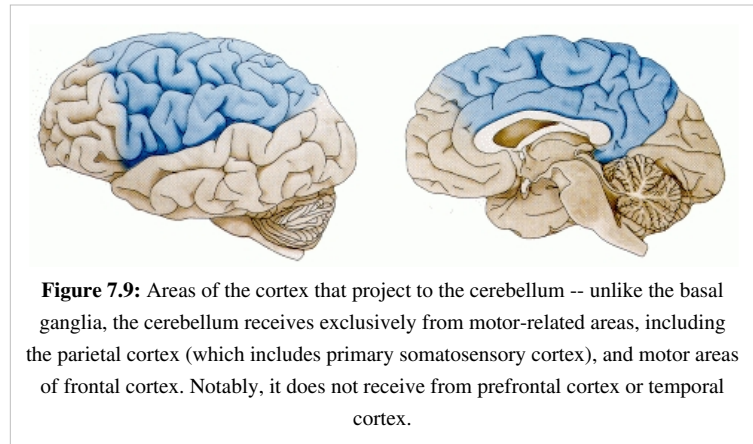 Figure 7.9: Areas of the cortex that project to the cerebellum -- unlike the basal
ganglia, the cerebellum receives exclusively from motor-related areas, including
the parietal cortex (which includes primary somatosensory cortex), and motor areas
of frontal cortex. Notably, it does not receive from prefrontal cortex or temporal
cortex.